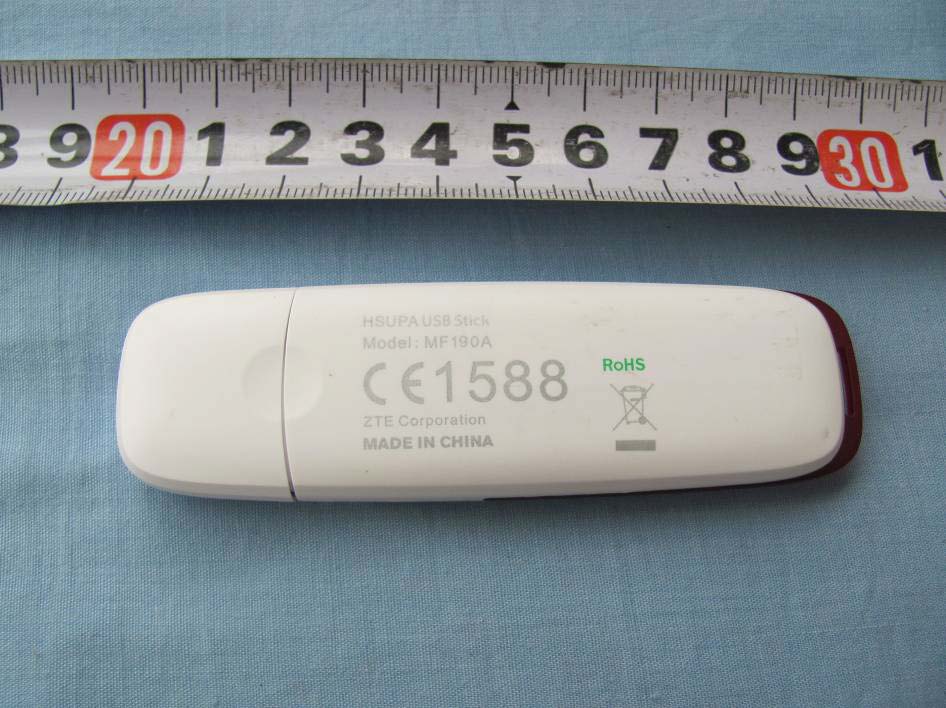 8 9 20 1 2 3 4 5 6 7 8 9 30 1
HSUPA USB Stick
Model: MF190A
CE1588
RoHS
ZTE Corporation
MADE IN CHINA